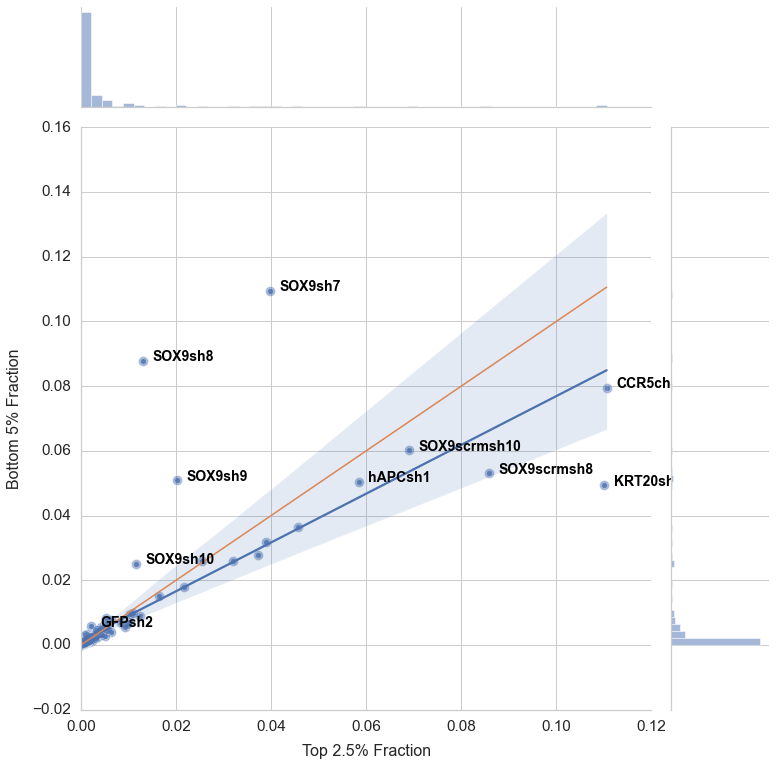 0.16
0.14
0.12
0.10
0.08
0.06
0.04
0.02
0.00
−0.02
Bottom 5% Fraction
SOX9sh7
SOX9sh8
CCR5ch
SOX9scrmsh10
SOX9scrmsh8
SOX9sh9
hAPCsh1
KRT20sh
SOX9sh10
GFPsh2
0.00 0.02 0.04 0.06 0.08 0.10 0.12
Top 2.5% Fraction